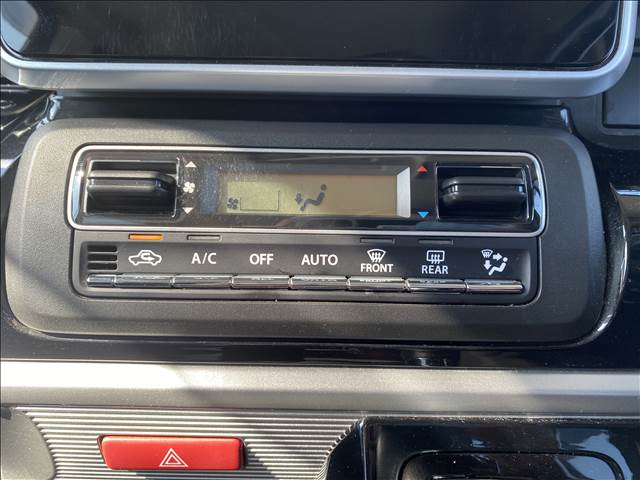 A/C OFF AUTO FRONT REAR